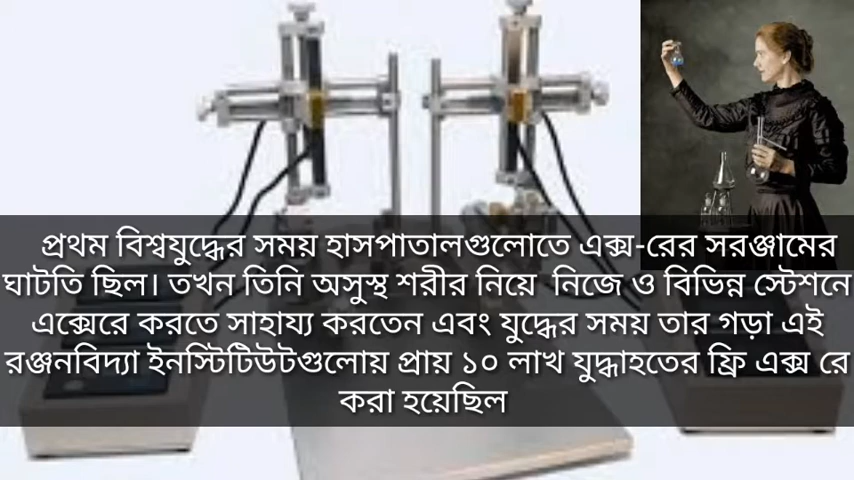 প্রথম বিশ্বযুদ্ধের সময় হাসপাতালগুলোতে এক্স-রের সরঞ্জামের
ঘাটতি ছিল। তখন তিনি অসুস্থ শরীর নিয়ে নিজে ও বিভিন্ন স্টেশনে
এক্সেরে করতে সাহায্য করতেন এবং যুদ্ধের সময় তার গড়া এই
রঞ্জনবিদ্যা ইনস্টিটিউটগুলোয় প্রায় ১০ লাখ যুদ্ধাহতের ফ্রি এক্স রে
করা হয়েছিল